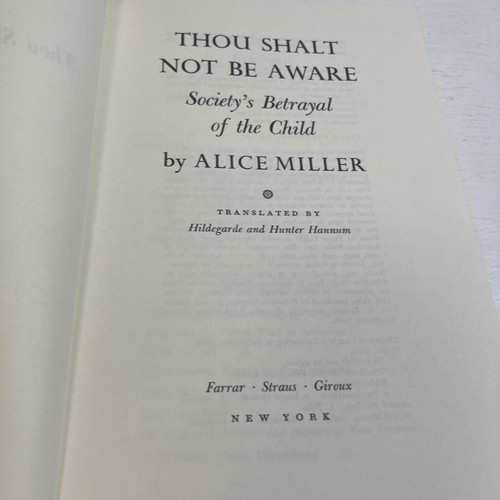 THOU SHALT
NOT BE AWARE
Society's Betrayal
of the Child
by ALICE MILLER
TRANSLATED BY
Hildegarde and Hunter Hannum
Farrar · Straus · Giroux
NEW YORK